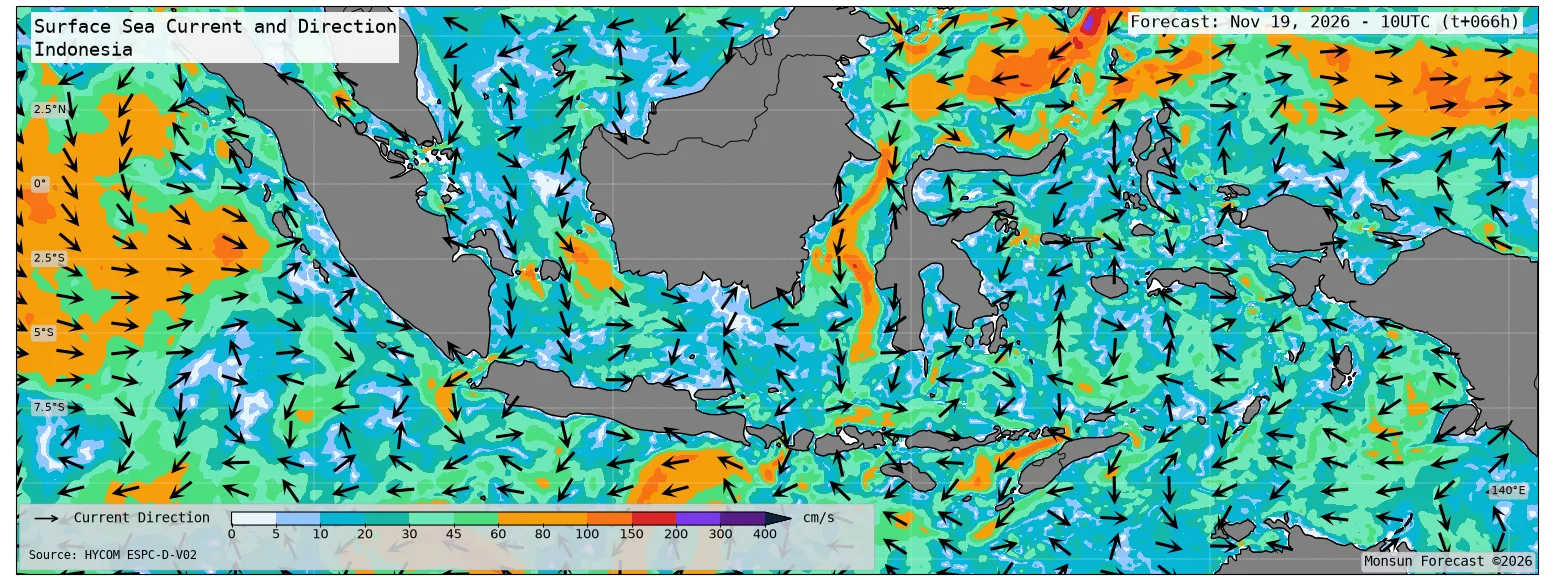 Surface Sea Current and Direction
Indonesia
Forecast: Nov 19, 2026 - 10UTC (t+066h)
2.5°N
0°
2.5°S
5°S
7.5°S
140°E
Current Direction
0 5 10 20 30 45 60 80 100 150 200 300 400 cm/s
Source: HYCOM ESPC-D-V02
Monsun Forecast ©2026